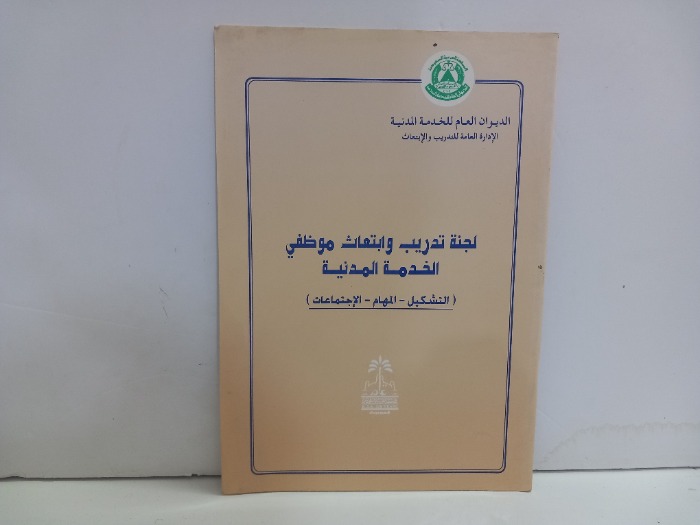 الديوان العام للخدمة المدنية
الإدارة العامة للتدريب والإبتعاث
لجنة تدريب وابتعاث موظفي
الخدمة المدنية
( التشكيل - المهام - الإجتماعات )